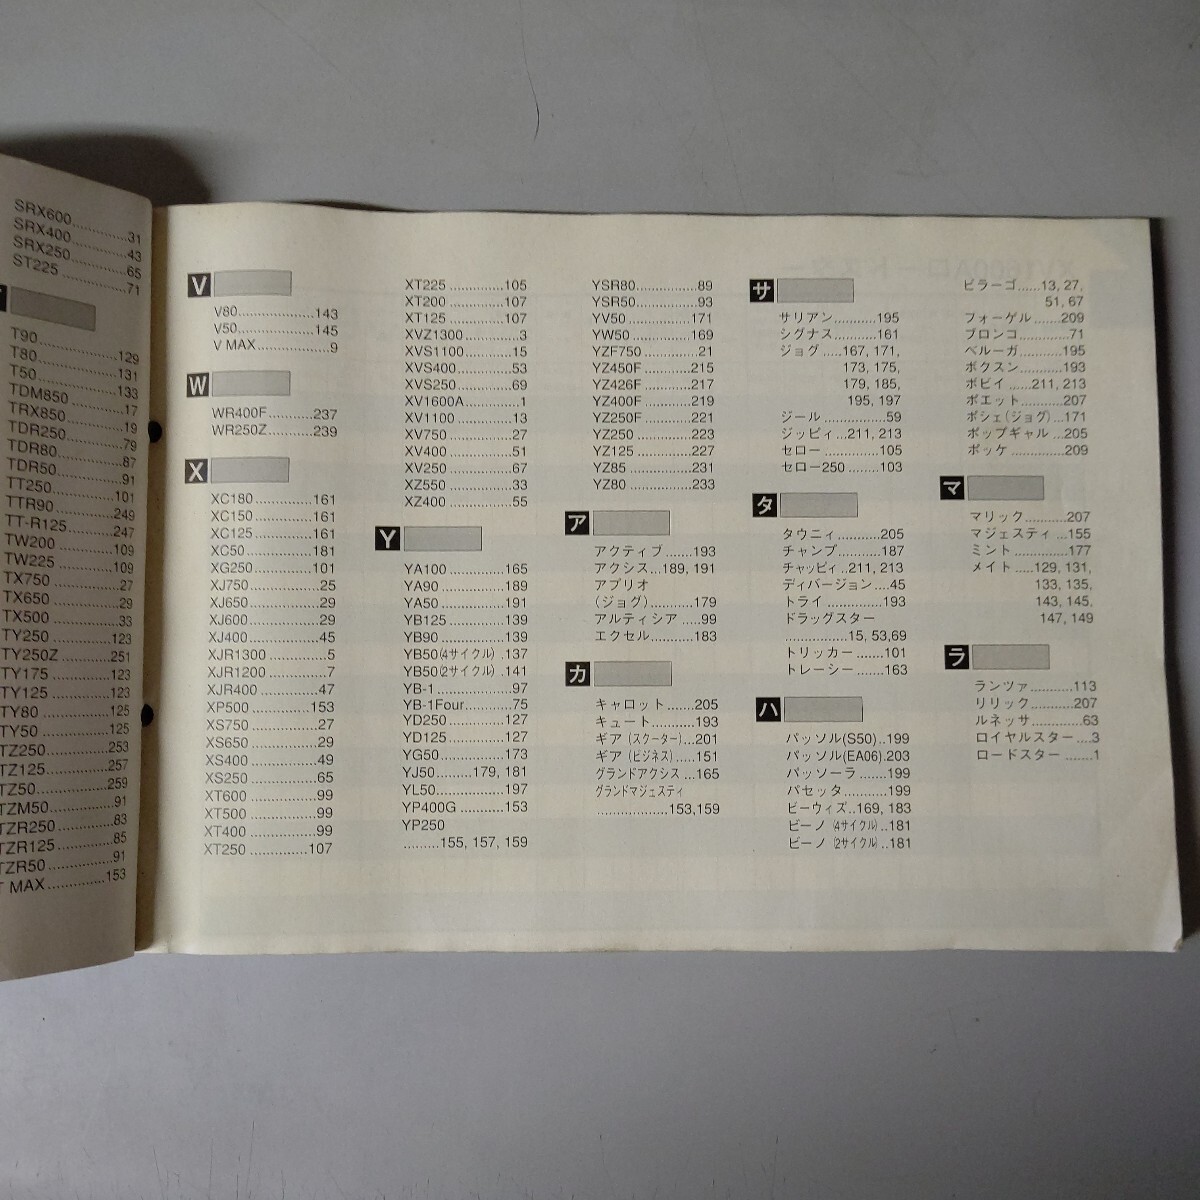 SRX600............31
SRX400............43
SRX250............65
ST225............71
T90............129
T80............131
T50............133
TDM850............17
TRX850............19
TDR250............79
TDR80............87
TDR50............91
TT250............101
TTR90............249
TT-R125............247
TW200............109
TW225............109
TX750............27
TX650............29
TX500............33
TY250............123
TY250Z............251
TY175............123
TY125............123
TY80............125
TY50............125
TZ250............253
TZ125............257
TZ50............259
TZM50............91
TZR250............83
TZR125............85
TZR50............91
T MAX............153
V
V80............143
V50............145
V MAX............9
W
WR400F............237
WR250Z............239
X
XC180............161
XC150............161
XC125............161
XC50............181
XG250............101
XJ750............25
XJ650............29
XJ600............29
XJ400............45
XJR1300............5
XJR1200............7
XJR400............47
XP500............153
XS750............27
XS650............29
XS400............49
XS250............65
XT600............99
XT500............99
XT400............99
XT250............107
XT225............105
XT200............107
XT125............107
XVZ1300............3
XVS1100............15
XVS400............53
XVS250............69
XV1600A............1
XV1100............13
XV750............27
XV400............51
XV250............67
XZ550............33
XZ400............55
Y
YA100............165
YA90............189
YA50............191
YB125............139
YB90............139
YB50(4サイクル) .137
YB50(2サイクル) .141
YB-1............97
YB-1Four............75
YD250............127
YD125............127
YG50............173
YJ50........179, 181
YL50............197
YP400G............153
YP250
.........155, 157, 159
YSR80............89
YSR50............93
YV50............171
YW50............169
YZF750............21
YZ450F............215
YZ426F............217
YZ400F............219
YZ250F............221
YZ250............223
YZ125............227
YZ85............231
YZ80............233
ア
アクティブ.......193
アクシス...189, 191
アプリオ
(ジョグ)..........179
アルティシア ....99
エクセル..........183
カ
キャロット.......205
キュート..........193
ギア (スクーター)...201
ギア (ビジネス).....151
グランドアクシス ...165
グランドマジェスティ
..................153,159
サ
サリアン...........195
シグナス...........161
ジョグ ....167, 171,
173, 175,
179, 185,
195, 197
ジール..............59
ジッピィ...211, 213
セロー............105
セロー250........103
タ
タウニィ..........205
チャンプ..........187
チャッピィ..211, 213
ディバージョン....45
トライ..............193
ドラッグスター
................15, 53,69
トリッカー.......101
トレーシー.......163
ハ
パッソル(S50)..199
パッソル(EA06).203
パッソーラ.......199
パセッタ..........199
ビーウィズ..169, 183
ビーノ (4サイクル)..181
ビーノ (2サイクル)..181
ビラーゴ......13, 27,
51, 67
フォーゲル.......209
ブロンコ...........71
ベルーガ..........195
ボクスン..........193
ボビイ ....211, 213
ポエット..........207
ポシェ(ジョグ)..171
ポップギャル ...205
ポッケ............209
マ
マリック..........207
マジェスティ ...155
ミント............177
メイト.....129, 131,
133, 135,
143, 145,
147, 149
ラ
ランツァ..........113
リリック..........207
ルネッサ............63
ロイヤルスター....3
ロードスター.......1